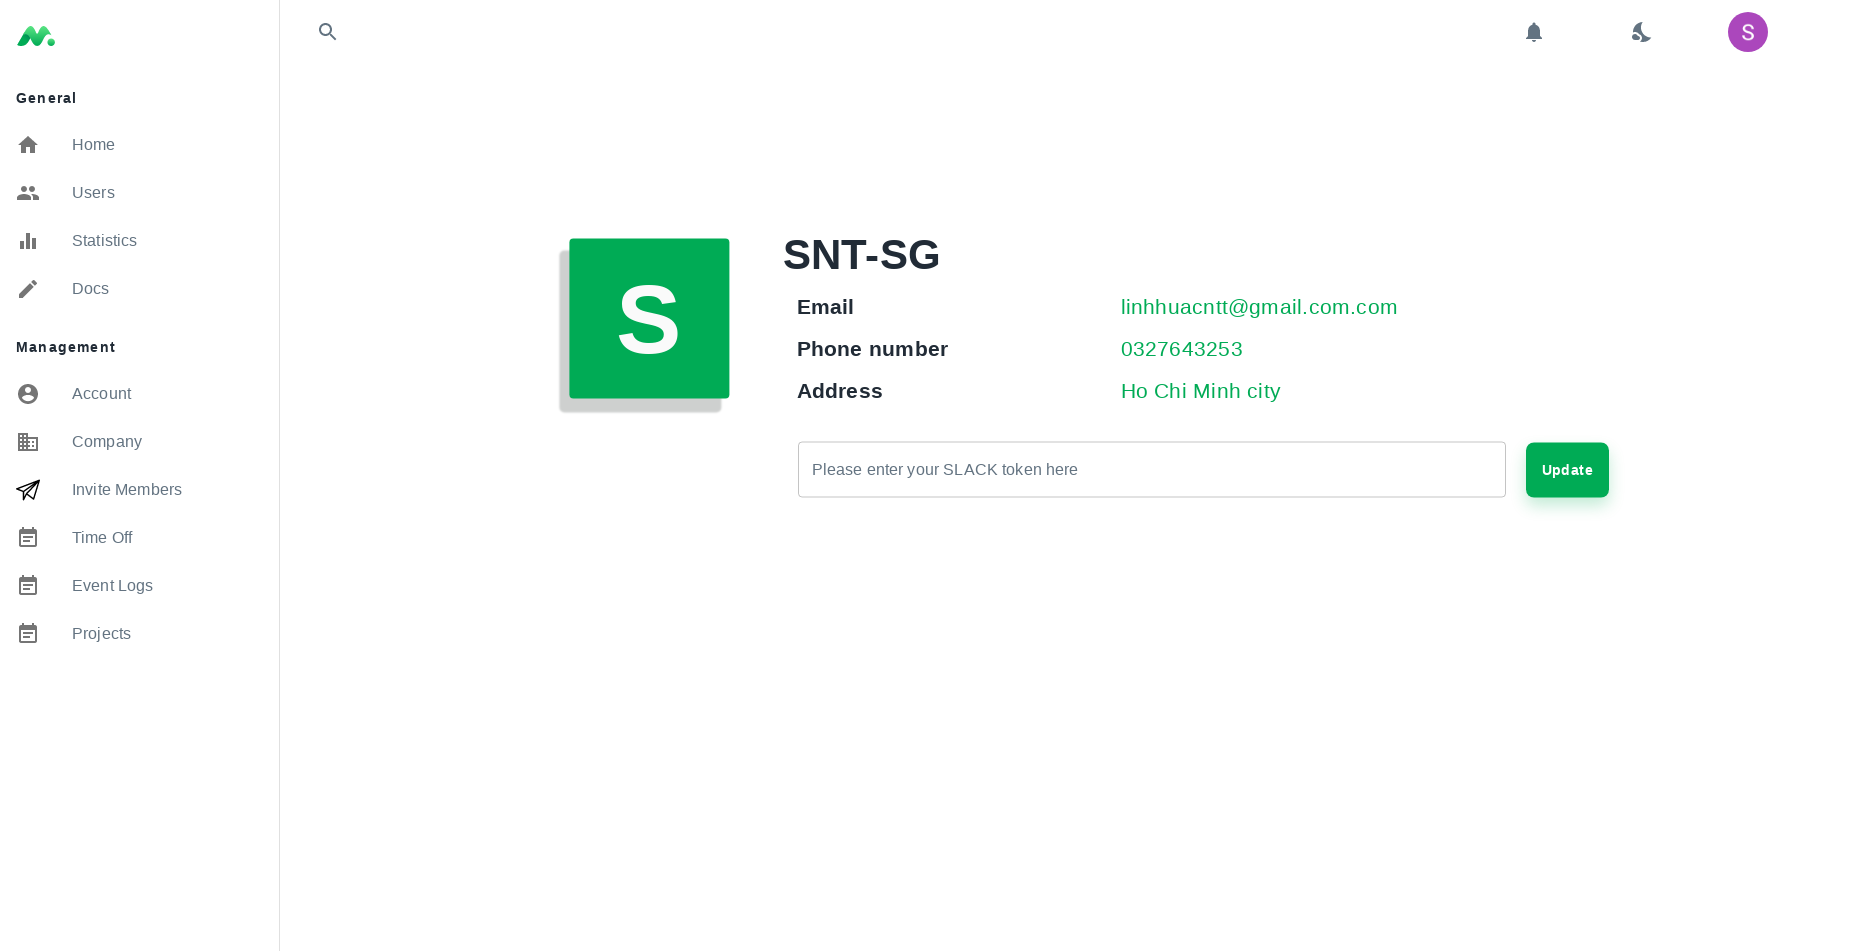 General
Home
Users
Statistics
Docs
Management
Account
Company
Invite Members
Time Off
Event Logs
Projects
S
S
SNT-SG
Email linhhuacntt@gmail.com.com
Phone number 0327643253
Address Ho Chi Minh city
Please enter your SLACK token here Update